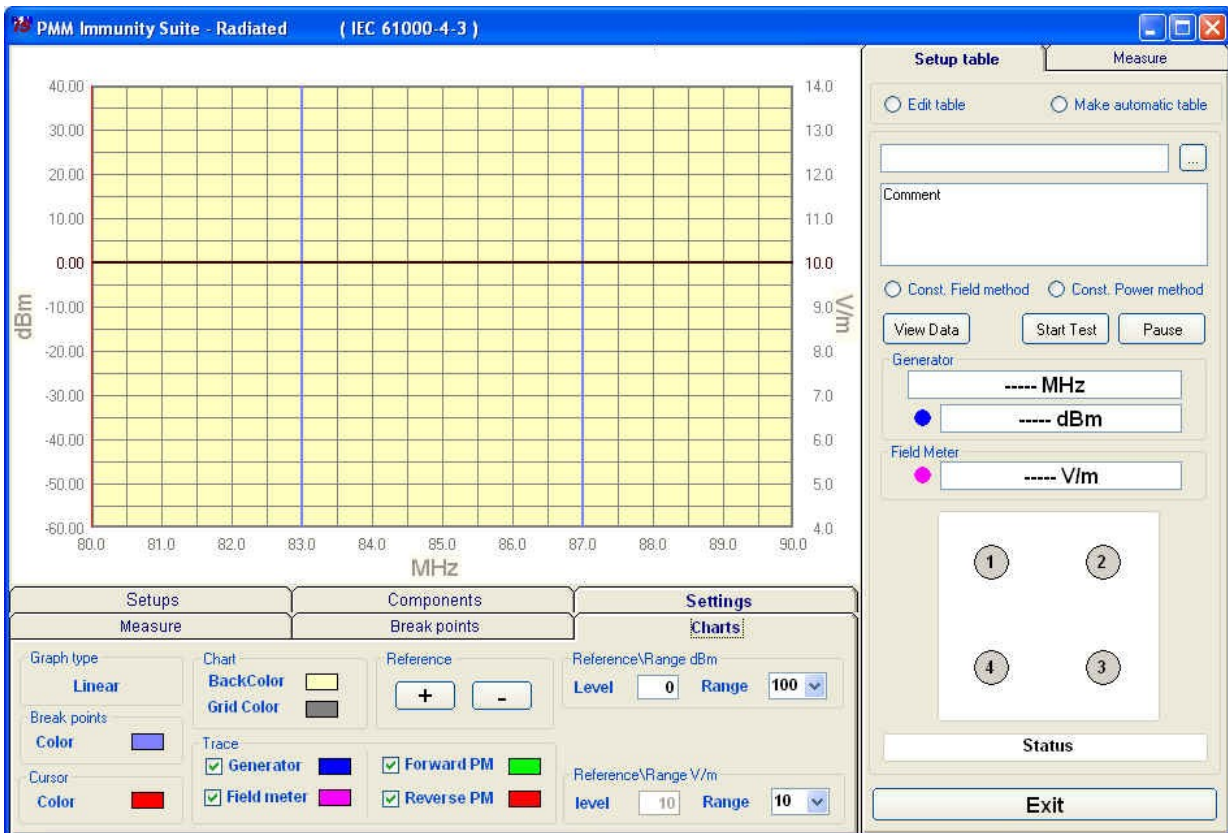 PMM Immunity Suite - Radiated ( IEC 61000-4-3 )
40.00
30.00
20.00
10.00
0.00
-10.00
-20.00
-30.00
-40.00
-50.00
-60.00
dBm
14.0
13.0
12.0
11.0
10.0
9.0
8.0
7.0
6.0
5.0
4.0
V/m
80.0 81.0 82.0 83.0 84.0 85.0 86.0 87.0 88.0 89.0 90.0
MHz
Setups Components Settings
Measure Break points Charts
Graph type
Linear
Break points
Color
Cursor
Color
Chart
BackColor
Grid Color
Reference
+ -
Trace
Generator Forward PM
Field meter Reverse PM
Reference\Range dBm
Level 0 Range 100
Reference\Range V/m
level 10 Range 10
Setup table Measure
Edit table Make automatic table
...
Comment
Const. Field method Const. Power method
View Data Start Test Pause
Generator
----- MHz
----- dBm
Field Meter
----- V/m
1 2
4 3
Status
Exit